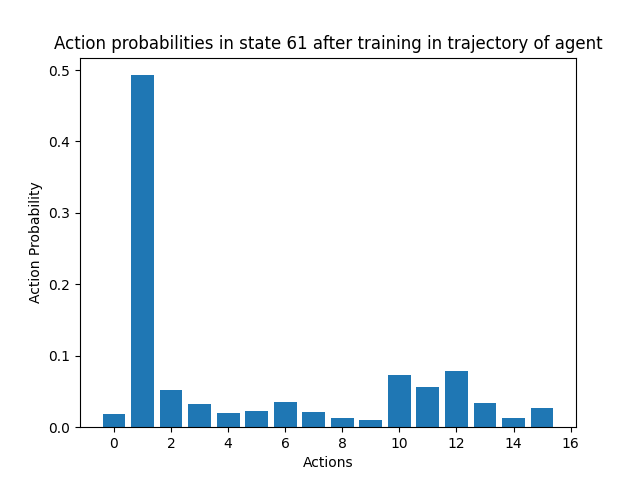 Action probabilities in state 61 after training in trajectory of agent
0.5
0.4
0.3
0.2
0.1
0.0
Action Probability
0 2 4 6 8 10 12 14 16
Actions